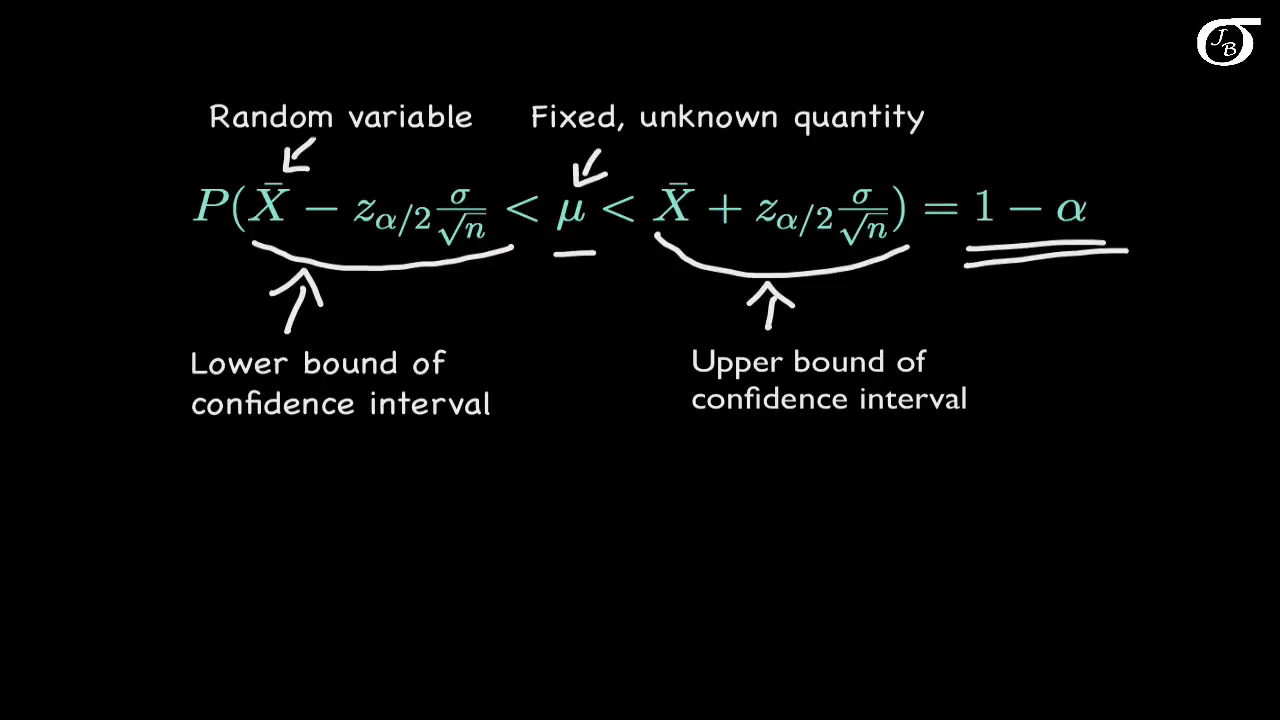 J B
Random variable    Fixed, unknown quantity
P(X̄ − z_{α/2} σ/√n < μ < X̄ + z_{α/2} σ/√n) = 1 − α
Lower bound of    Upper bound of
confidence interval    confidence interval